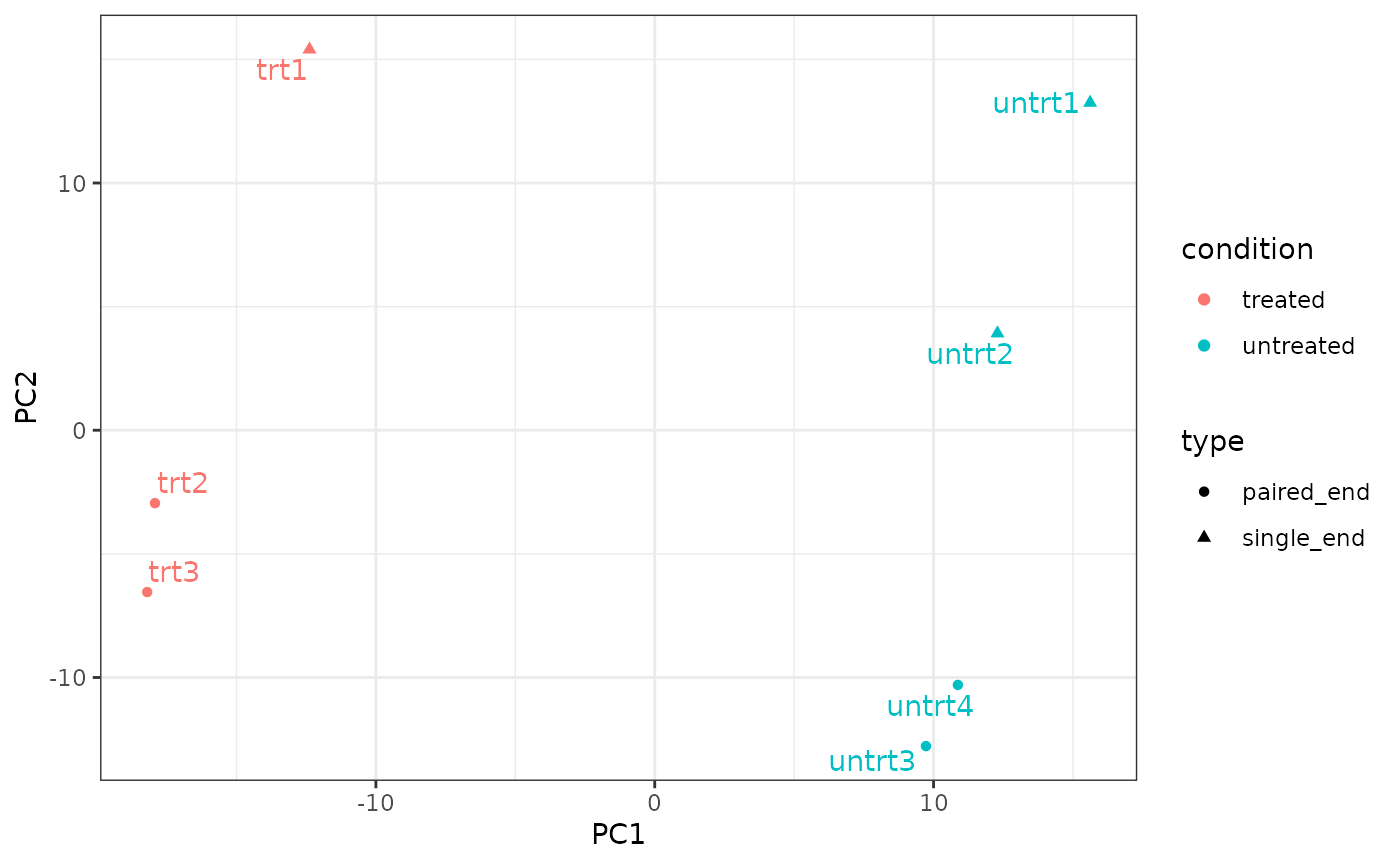 trt1
untrt1
10
untrt2
PC2
0
trt2
trt3
-10
untrt4
untrt3
-10
0
10
PC1
condition
treated
untreated
type
paired_end
single_end